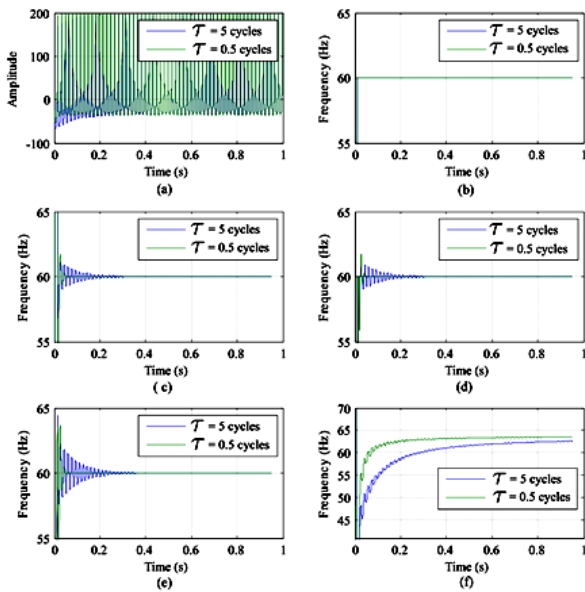 200
100
0
-100
Amplitude
τ = 5 cycles
τ = 0.5 cycles
0 0.2 0.4 0.6 0.8 1
Time (s)
(a)
65
60
55
Frequency (Hz)
τ = 5 cycles
τ = 0.5 cycles
0 0.2 0.4 0.6 0.8 1
Time (s)
(b)
65
60
55
Frequency (Hz)
τ = 5 cycles
τ = 0.5 cycles
0 0.2 0.4 0.6 0.8 1
Time (s)
( c)
65
60
55
Frequency (Hz)
τ = 5 cycles
τ = 0.5 cycles
0 0.2 0.4 0.6 0.8 1
Time (s)
(d)
65
60
55
Frequency (Hz)
τ = 5 cycles
τ = 0.5 cycles
0 0.2 0.4 0.6 0.8 1
Time (s)
(e)
70
65
60
55
50
45
Frequency (Hz)
τ = 5 cycles
τ = 0.5 cycles
0 0.2 0.4 0.6 0.8 1
Time (s)
(f)